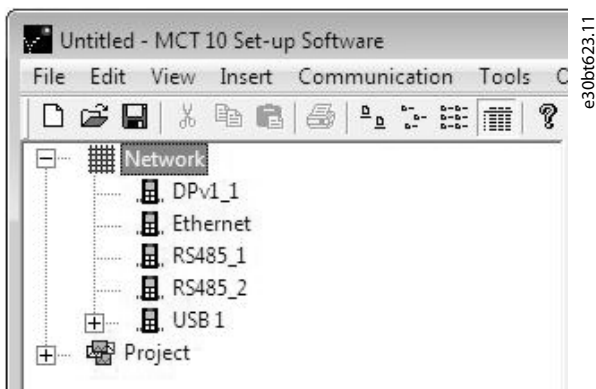 Untitled - MCT 10 Set-up Software
File Edit View Insert Communication Tools
Network
DPv1_1
Ethernet
RS485_1
RS485_2
USB 1
Project
e30bt623.11